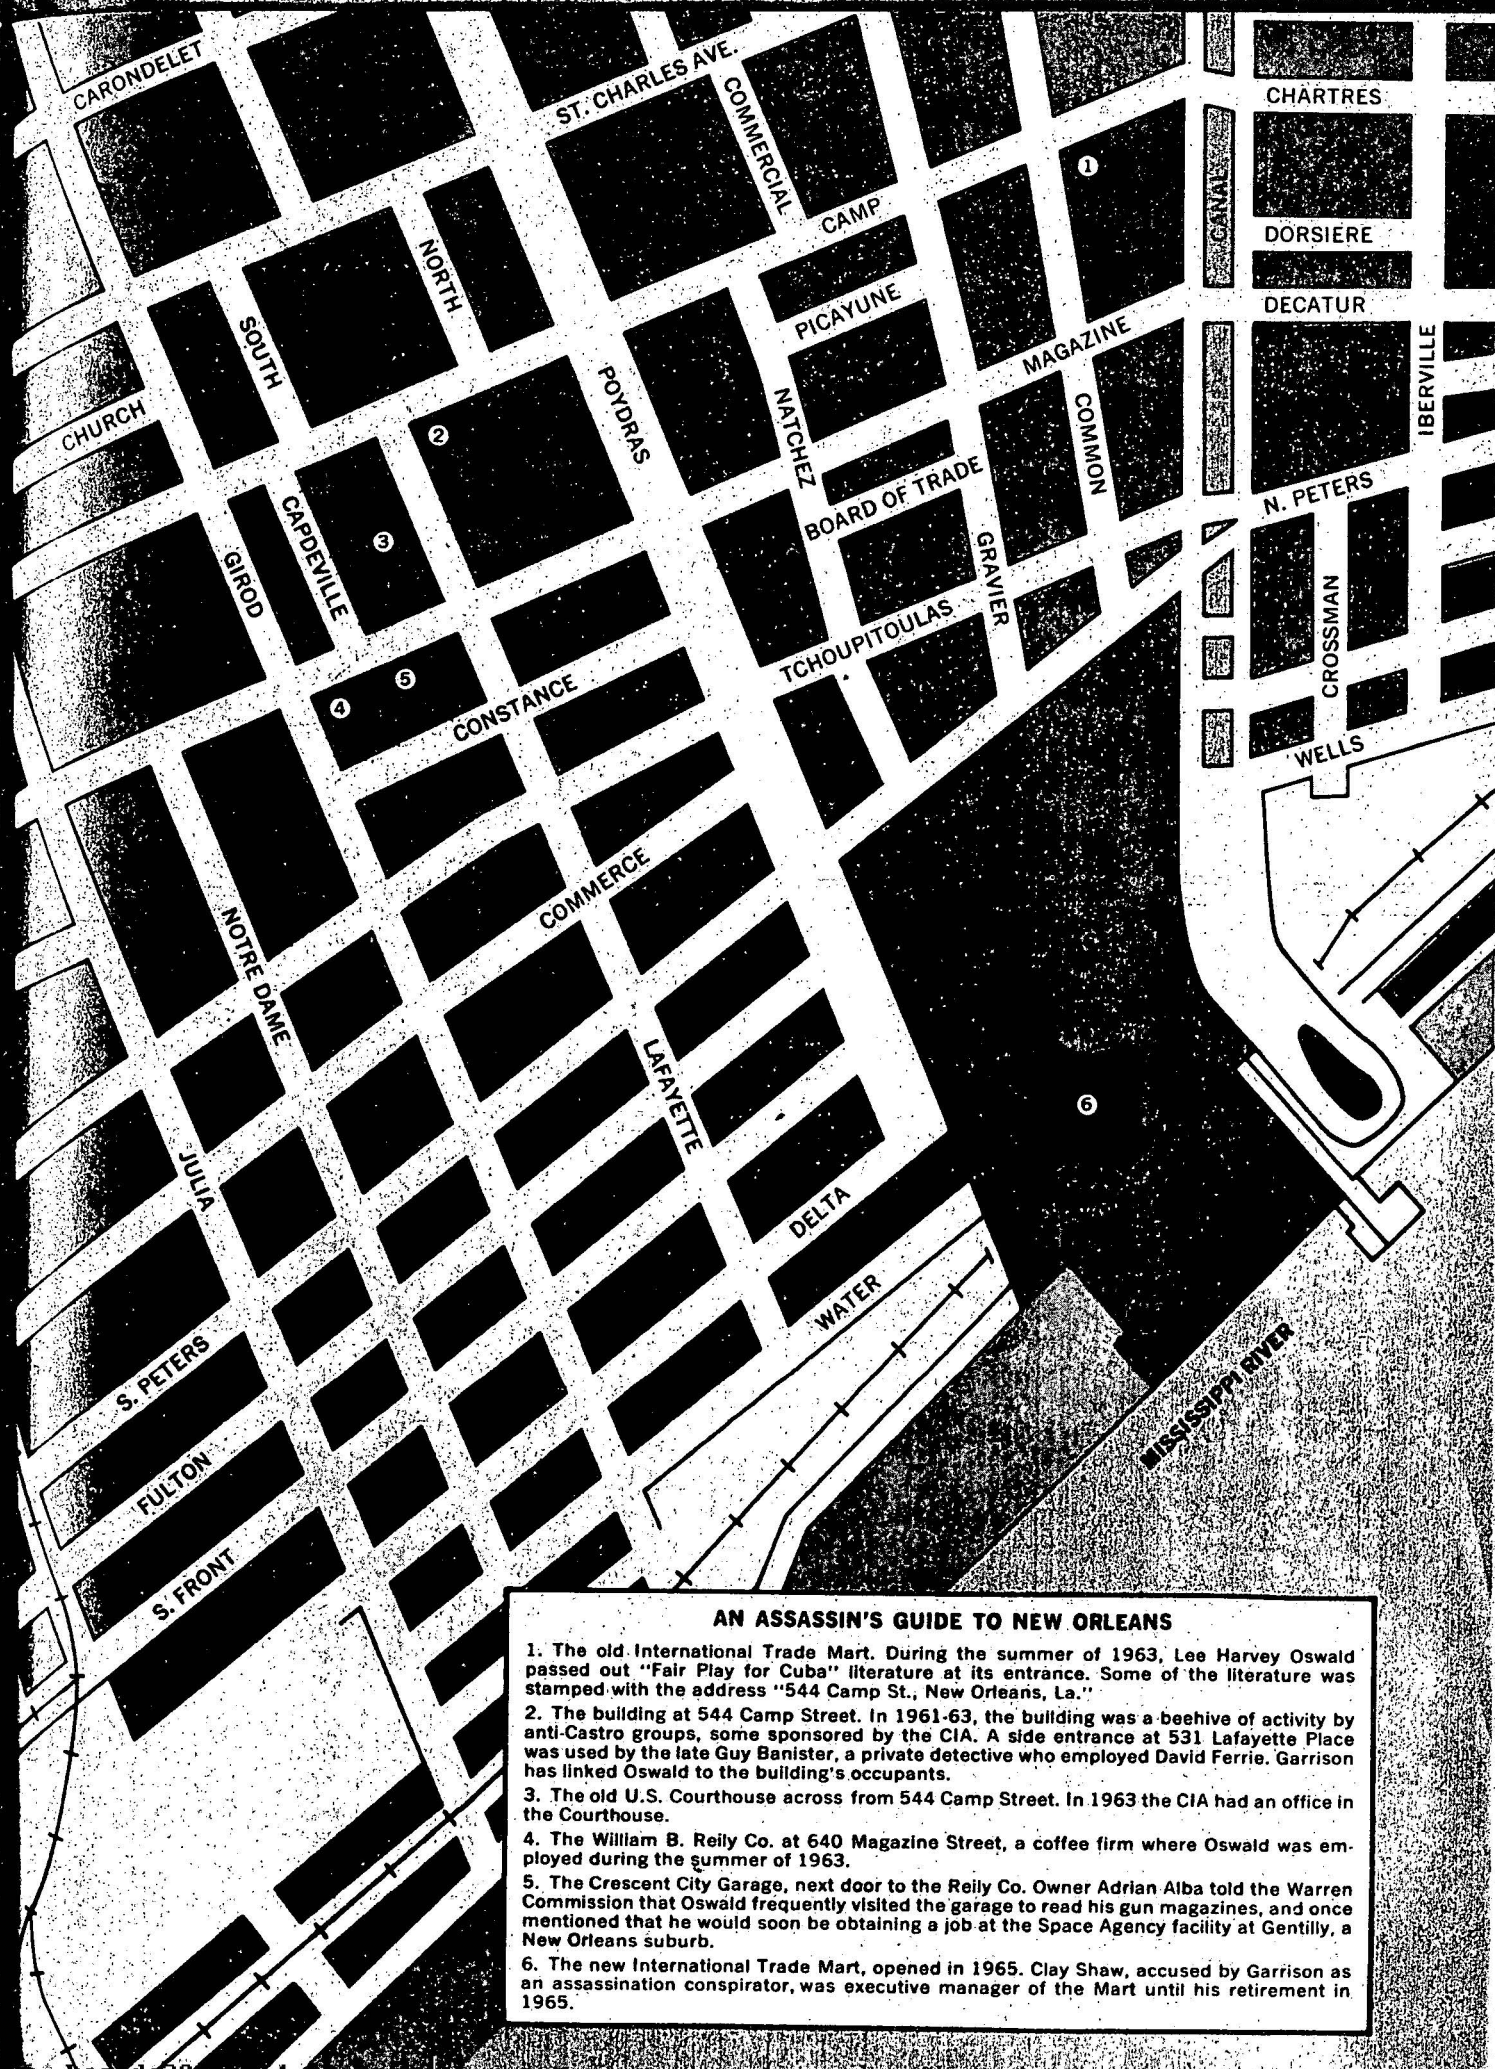 CARONDELET
ST. CHARLES AVE.
COMMERCIAL
CHARTRES
1
CANAL
DORSIERE
CAMP
NORTH
SOUTH
PICAYUNE
DECATUR
MAGAZINE
IBERVILLE
CHURCH
POYDRAS
NATCHEZ
COMMON
2
BOARD OF TRADE
N. PETERS
CAPDEVILLE
3
GIROD
GRAVIER
CROSSMAN
TCHOUPITOULAS
5
4
CONSTANCE
WELLS
COMMERCE
NOTRE DAME
LAFAYETTE
6
JULIA
DELTA
WATER
S. PETERS
MISSISSIPPI RIVER
FULTON
S. FRONT
AN ASSASSIN'S GUIDE TO NEW ORLEANS
1. The old International Trade Mart. During the summer of 1963, Lee Harvey Oswald
passed out "Fair Play for Cuba" literature at its entrance. Some of the literature was
stamped with the address "544 Camp St., New Orleans, La."
2. The building at 544 Camp Street. In 1961-63, the building was a beehive of activity by
anti-Castro groups, some sponsored by the CIA. A side entrance at 531 Lafayette Place
was used by the late Guy Banister, a private detective who employed David Ferrie. Garrison
has linked Oswald to the building's occupants.
3. The old U.S. Courthouse across from 544 Camp Street. In 1963 the CIA had an office in
the Courthouse.
4. The William B. Reily Co. at 640 Magazine Street, a coffee firm where Oswald was em-
ployed during the summer of 1963.
5. The Crescent City Garage, next door to the Reily Co. Owner Adrian Alba told the Warren
Commission that Oswald frequently visited the garage to read his gun magazines, and once
mentioned that he would soon be obtaining a job at the Space Agency facility at Gentilly, a
New Orleans suburb.
6. The new International Trade Mart, opened in 1965. Clay Shaw, accused by Garrison as
an assassination conspirator, was executive manager of the Mart until his retirement in
1965.